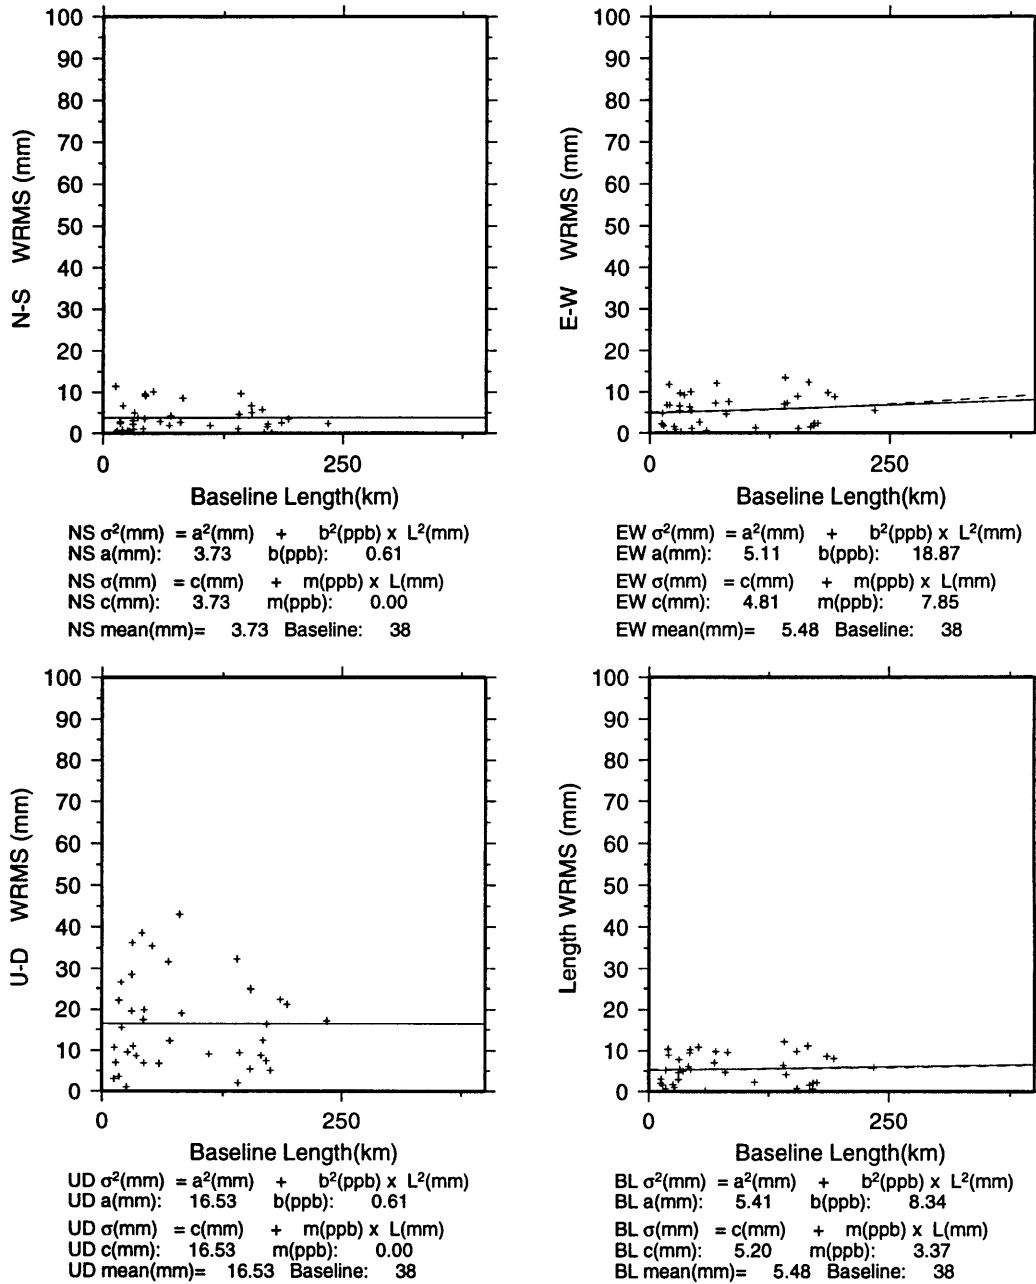 100
90
80
70
60
50
40
30
20
10
0
N-S WRMS (mm)
0 250
Baseline Length(km)
NS σ²(mm) = a²(mm) + b²(ppb) x L²(mm)
NS a(mm): 3.73 b(ppb): 0.61
NS σ(mm) = c(mm) + m(ppb) x L(mm)
NS c(mm): 3.73 m(ppb): 0.00
NS mean(mm)= 3.73 Baseline: 38
100
90
80
70
60
50
40
30
20
10
0
E-W WRMS (mm)
0 250
Baseline Length(km)
EW σ²(mm) = a²(mm) + b²(ppb) x L²(mm)
EW a(mm): 5.11 b(ppb): 18.87
EW σ(mm) = c(mm) + m(ppb) x L(mm)
EW c(mm): 4.81 m(ppb): 7.85
EW mean(mm)= 5.48 Baseline: 38
100
90
80
70
60
50
40
30
20
10
0
U-D WRMS (mm)
0 250
Baseline Length(km)
UD σ²(mm) = a²(mm) + b²(ppb) x L²(mm)
UD a(mm): 16.53 b(ppb): 0.61
UD σ(mm) = c(mm) + m(ppb) x L(mm)
UD c(mm): 16.53 m(ppb): 0.00
UD mean(mm)= 16.53 Baseline: 38
100
90
80
70
60
50
40
30
20
10
0
Length WRMS (mm)
0 250
Baseline Length(km)
BL σ²(mm) = a²(mm) + b²(ppb) x L²(mm)
BL a(mm): 5.41 b(ppb): 8.34
BL σ(mm) = c(mm) + m(ppb) x L(mm)
BL c(mm): 5.20 m(ppb): 3.37
BL mean(mm)= 5.48 Baseline: 38